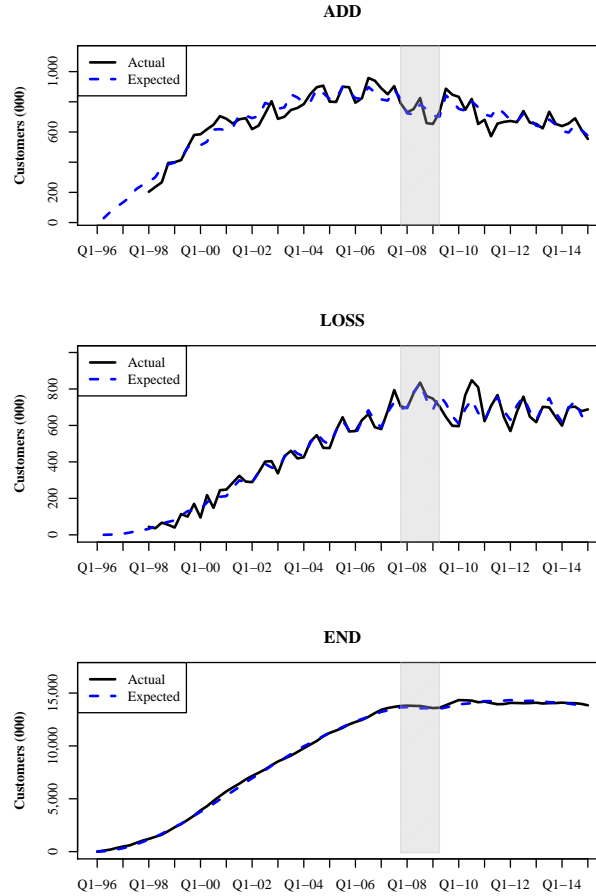 ADD
Actual
Expected
Customers (000)
0
200
600
1,000
Q1−96 Q1−98 Q1−00 Q1−02 Q1−04 Q1−06 Q1−08 Q1−10 Q1−12 Q1−14
LOSS
Actual
Expected
Customers (000)
0
200
400
600
800
Q1−96 Q1−98 Q1−00 Q1−02 Q1−04 Q1−06 Q1−08 Q1−10 Q1−12 Q1−14
END
Actual
Expected
Customers (000)
0
5,000
10,000
15,000
Q1−96 Q1−98 Q1−00 Q1−02 Q1−04 Q1−06 Q1−08 Q1−10 Q1−12 Q1−14